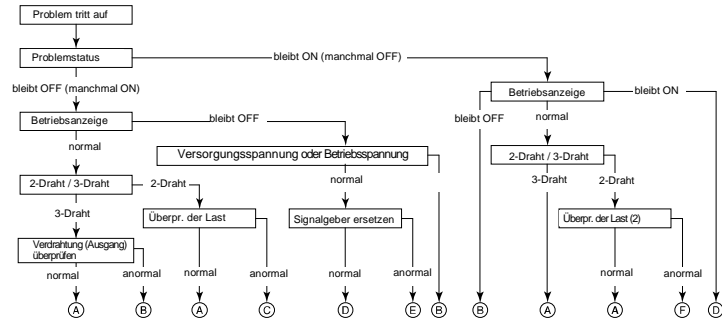 Problem tritt auf
Problemstatus
bleibt ON (manchmal OFF)
bleibt OFF (manchmal ON)
Betriebsanzeige
bleibt ON
Betriebsanzeige
bleibt OFF
bleibt OFF
normal
normal
Versorgungsspannung oder Betriebsspannung
2-Draht / 3-Draht
normal
2-Draht / 3-Draht
2-Draht
3-Draht
2-Draht
3-Draht
Überpr. der Last
Signalgeber ersetzen
Überpr. der Last (2)
Verdrahtung (Ausgang)
überprüfen
normal
anormal
normal
anormal
normal
anormal
normal
anormal
A
B
A
C
D
E
B
B
A
A
F
D